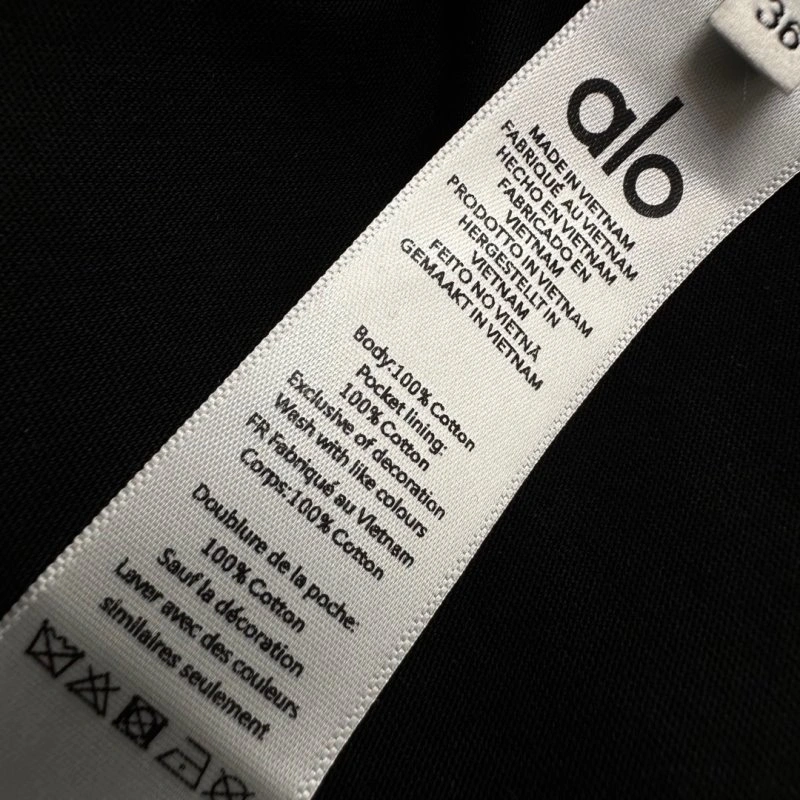 36
alo
MADE IN VIETNAM
FABRIQUÉ AU VIETNAM
HECHO EN VIETNAM
FABRICADO EN
VIETNAM
PRODOTTO IN VIETNAM
HERGESTELLT IN
VIETNAM
FEITO NO VIETNÃ
GEMAAKT IN VIETNAM
Body:100% Cotton
Pocket lining:
100% Cotton
Exclusive of decoration
Wash with like colours
FR Fabriqué au Vietnam
Corps:100% Cotton
Doublure de la poche:
100% Cotton
Sauf la décoration
Laver avec des couleurs
similaires seulement